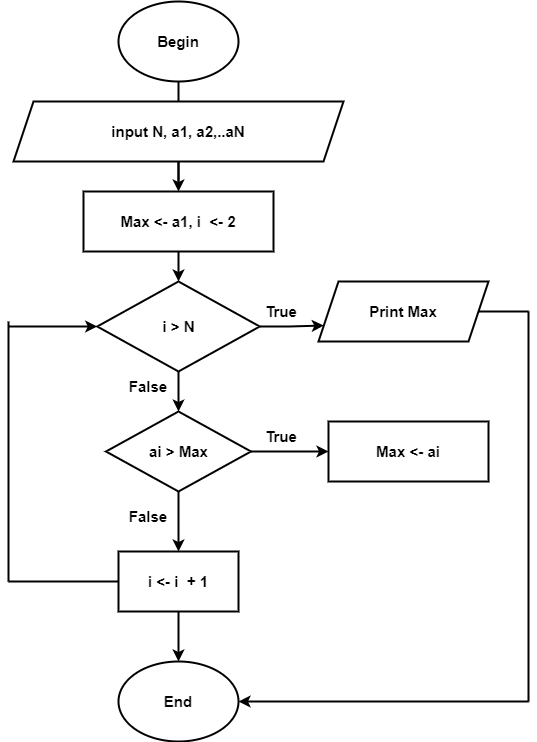 Begin
input N, a1, a2,..aN
Max <- a1, i <- 2
i > N
True
Print Max
False
ai > Max
True
Max <- ai
False
i <- i + 1
End